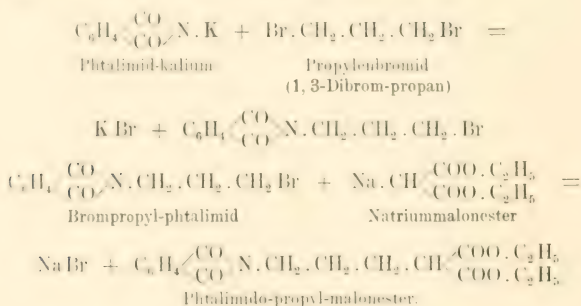 C₆H₄ CO CO N.K + Br.CH₂.CH₂.CH₂Br =
Phtalimid-kalium Propylenbromid
(1, 3-Dibrom-propan)
KBr + C₆H₄ CO CO N.CH₂.CH₂.CH₂.Br
C₆H₄ CO CO N.CH₂.CH₂.CH₂Br + Na.CH COO.C₂H₅ COO.C₂H₅ =
Brompropyl-phtalimid Natriummalonester
NaBr + C₆H₄ CO CO N.CH₂.CH₂.CH₂.CH COO.C₂H₅ COO.C₂H₅
Phtalimido-propyl-malonester.